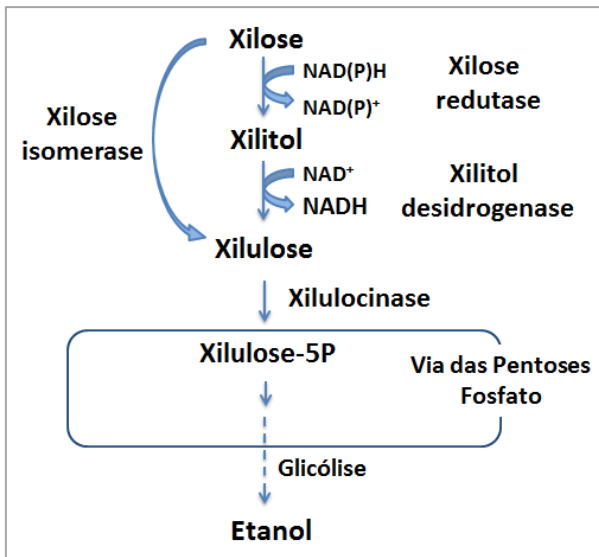 Xilose
NAD(P)H
NAD(P)⁺
Xilose
redutase
Xilose
isomerase
Xilitol
NAD⁺
NADH
Xilitol
desidrogenase
Xilulose
Xilulocinase
Xilulose-5P
Via das Pentoses
Fosfato
Glicólise
Etanol